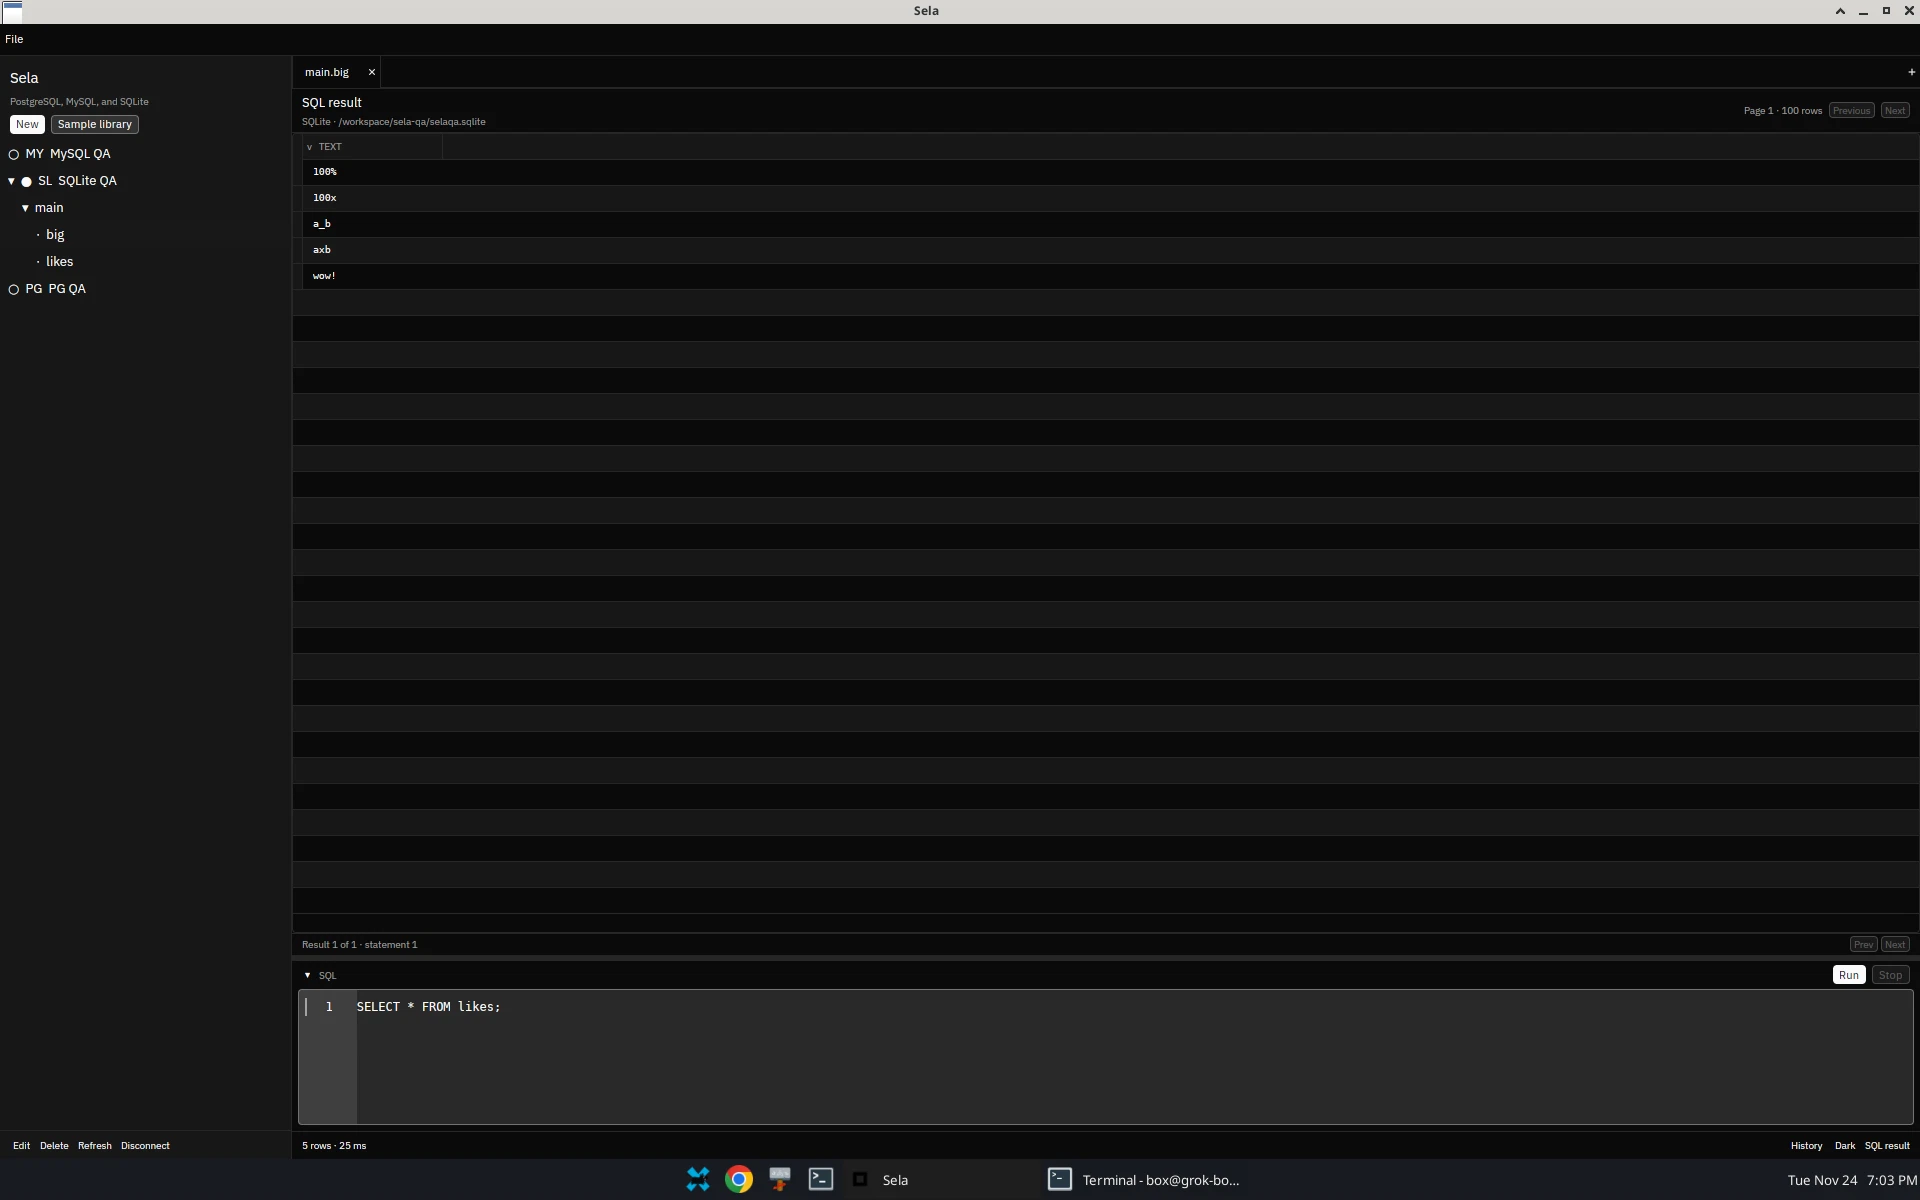 Sela
File
Sela
PostgreSQL, MySQL, and SQLite
New Sample library
MY MySQL QA
SL SQLite QA
main
· big
· likes
PG PG QA
Edit Delete Refresh Disconnect
main.big × +
SQL result
SQLite · /workspace/sela-qa/selaqa.sqlite
Page 1 · 100 rows Previous Next
v TEXT
100%
100x
a_b
axb
wow!
Result 1 of 1 · statement 1 Prev Next
SQL Run Stop
1 SELECT * FROM likes;
5 rows · 25 ms History Dark SQL result
Sela Terminal - box@grok-bo... Tue Nov 24 7:03 PM